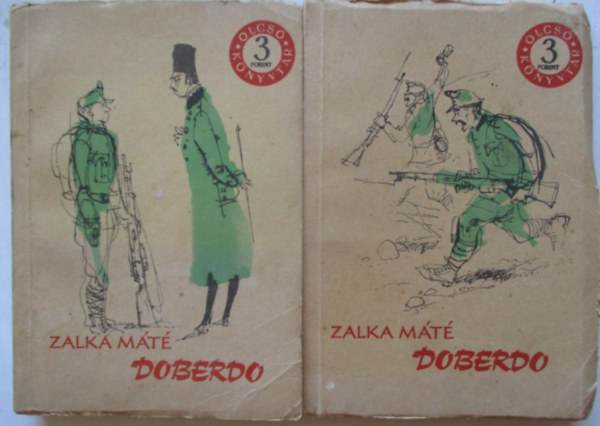 OLCSÓ KÖNYVTÁR
3
FORINT
ZALKA MÁTÉ
DOBERDO
OLCSÓ KÖNYVTÁR
3
FORINT
ZALKA MÁTÉ
DOBERDO